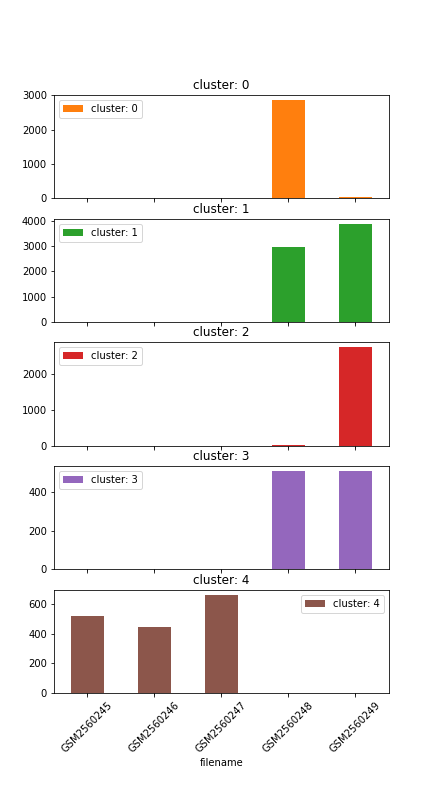 cluster: 0
3000
2000
1000
0
cluster: 0
cluster: 1
4000
3000
2000
1000
0
cluster: 1
cluster: 2
2000
1000
0
cluster: 2
cluster: 3
400
200
0
cluster: 3
cluster: 4
600
400
200
0
cluster: 4
GSM2560245
GSM2560246
GSM2560247
GSM2560248
GSM2560249
filename